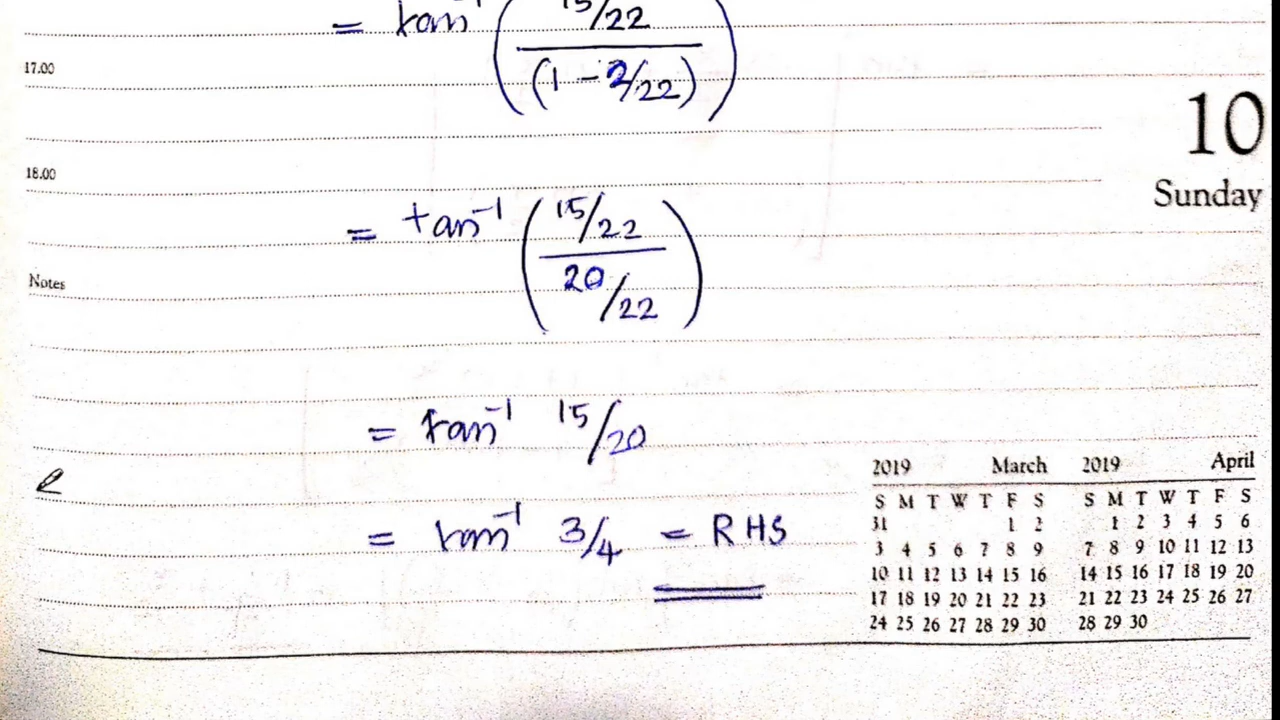 = tan⁻¹ ( 15/22 / (1 - 2/22) )
17.00
10
Sunday
18.00
= tan⁻¹ ( 15/22 / 20/22 )
Notes
= tan⁻¹ 15/20
= tan⁻¹ 3/4 = RHS
2019 March
S M T W T F S
31 1 2
3 4 5 6 7 8 9
10 11 12 13 14 15 16
17 18 19 20 21 22 23
24 25 26 27 28 29 30
2019 April
S M T W T F S
1 2 3 4 5 6
7 8 9 10 11 12 13
14 15 16 17 18 19 20
21 22 23 24 25 26 27
28 29 30